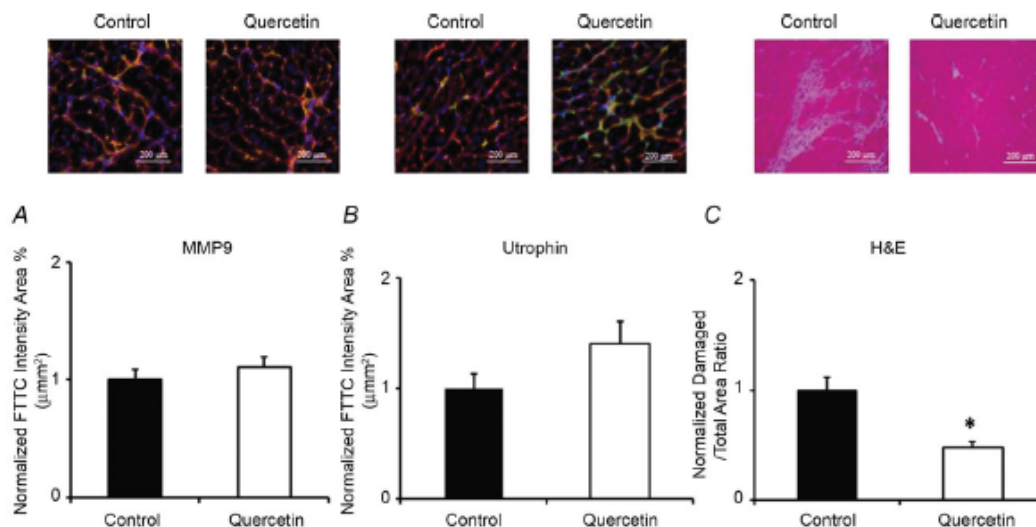 Control
Quercetin
Control
Quercetin
Control
Quercetin
200 µm
200 µm
200 µm
200 µm
200 µm
200 µm
A
MMP9
Normalized FTTC Intensity Area %
(µmm²)
2
1
0
Control
Quercetin
B
Utrophin
Normalized FTTC Intensity Area %
(µmm²)
2
1
0
Control
Quercetin
C
H&E
Normalized Damaged
/Total Area Ratio
2
1
0
*
Control
Quercetin